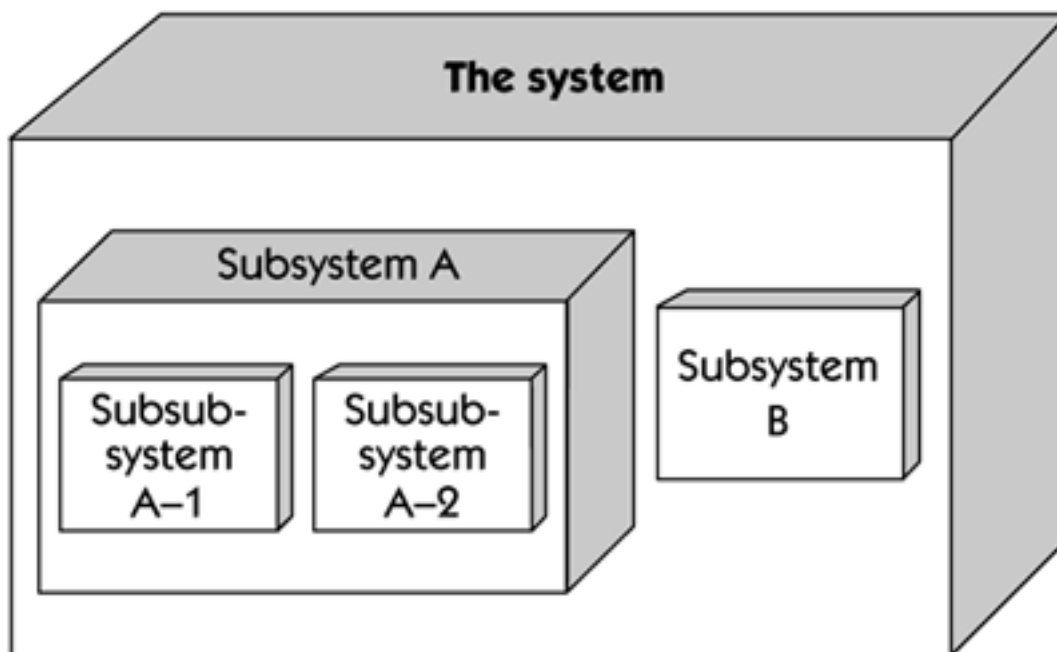 The system
Subsystem A
Subsub-
system
A–1
Subsub-
system
A–2
Subsystem
B